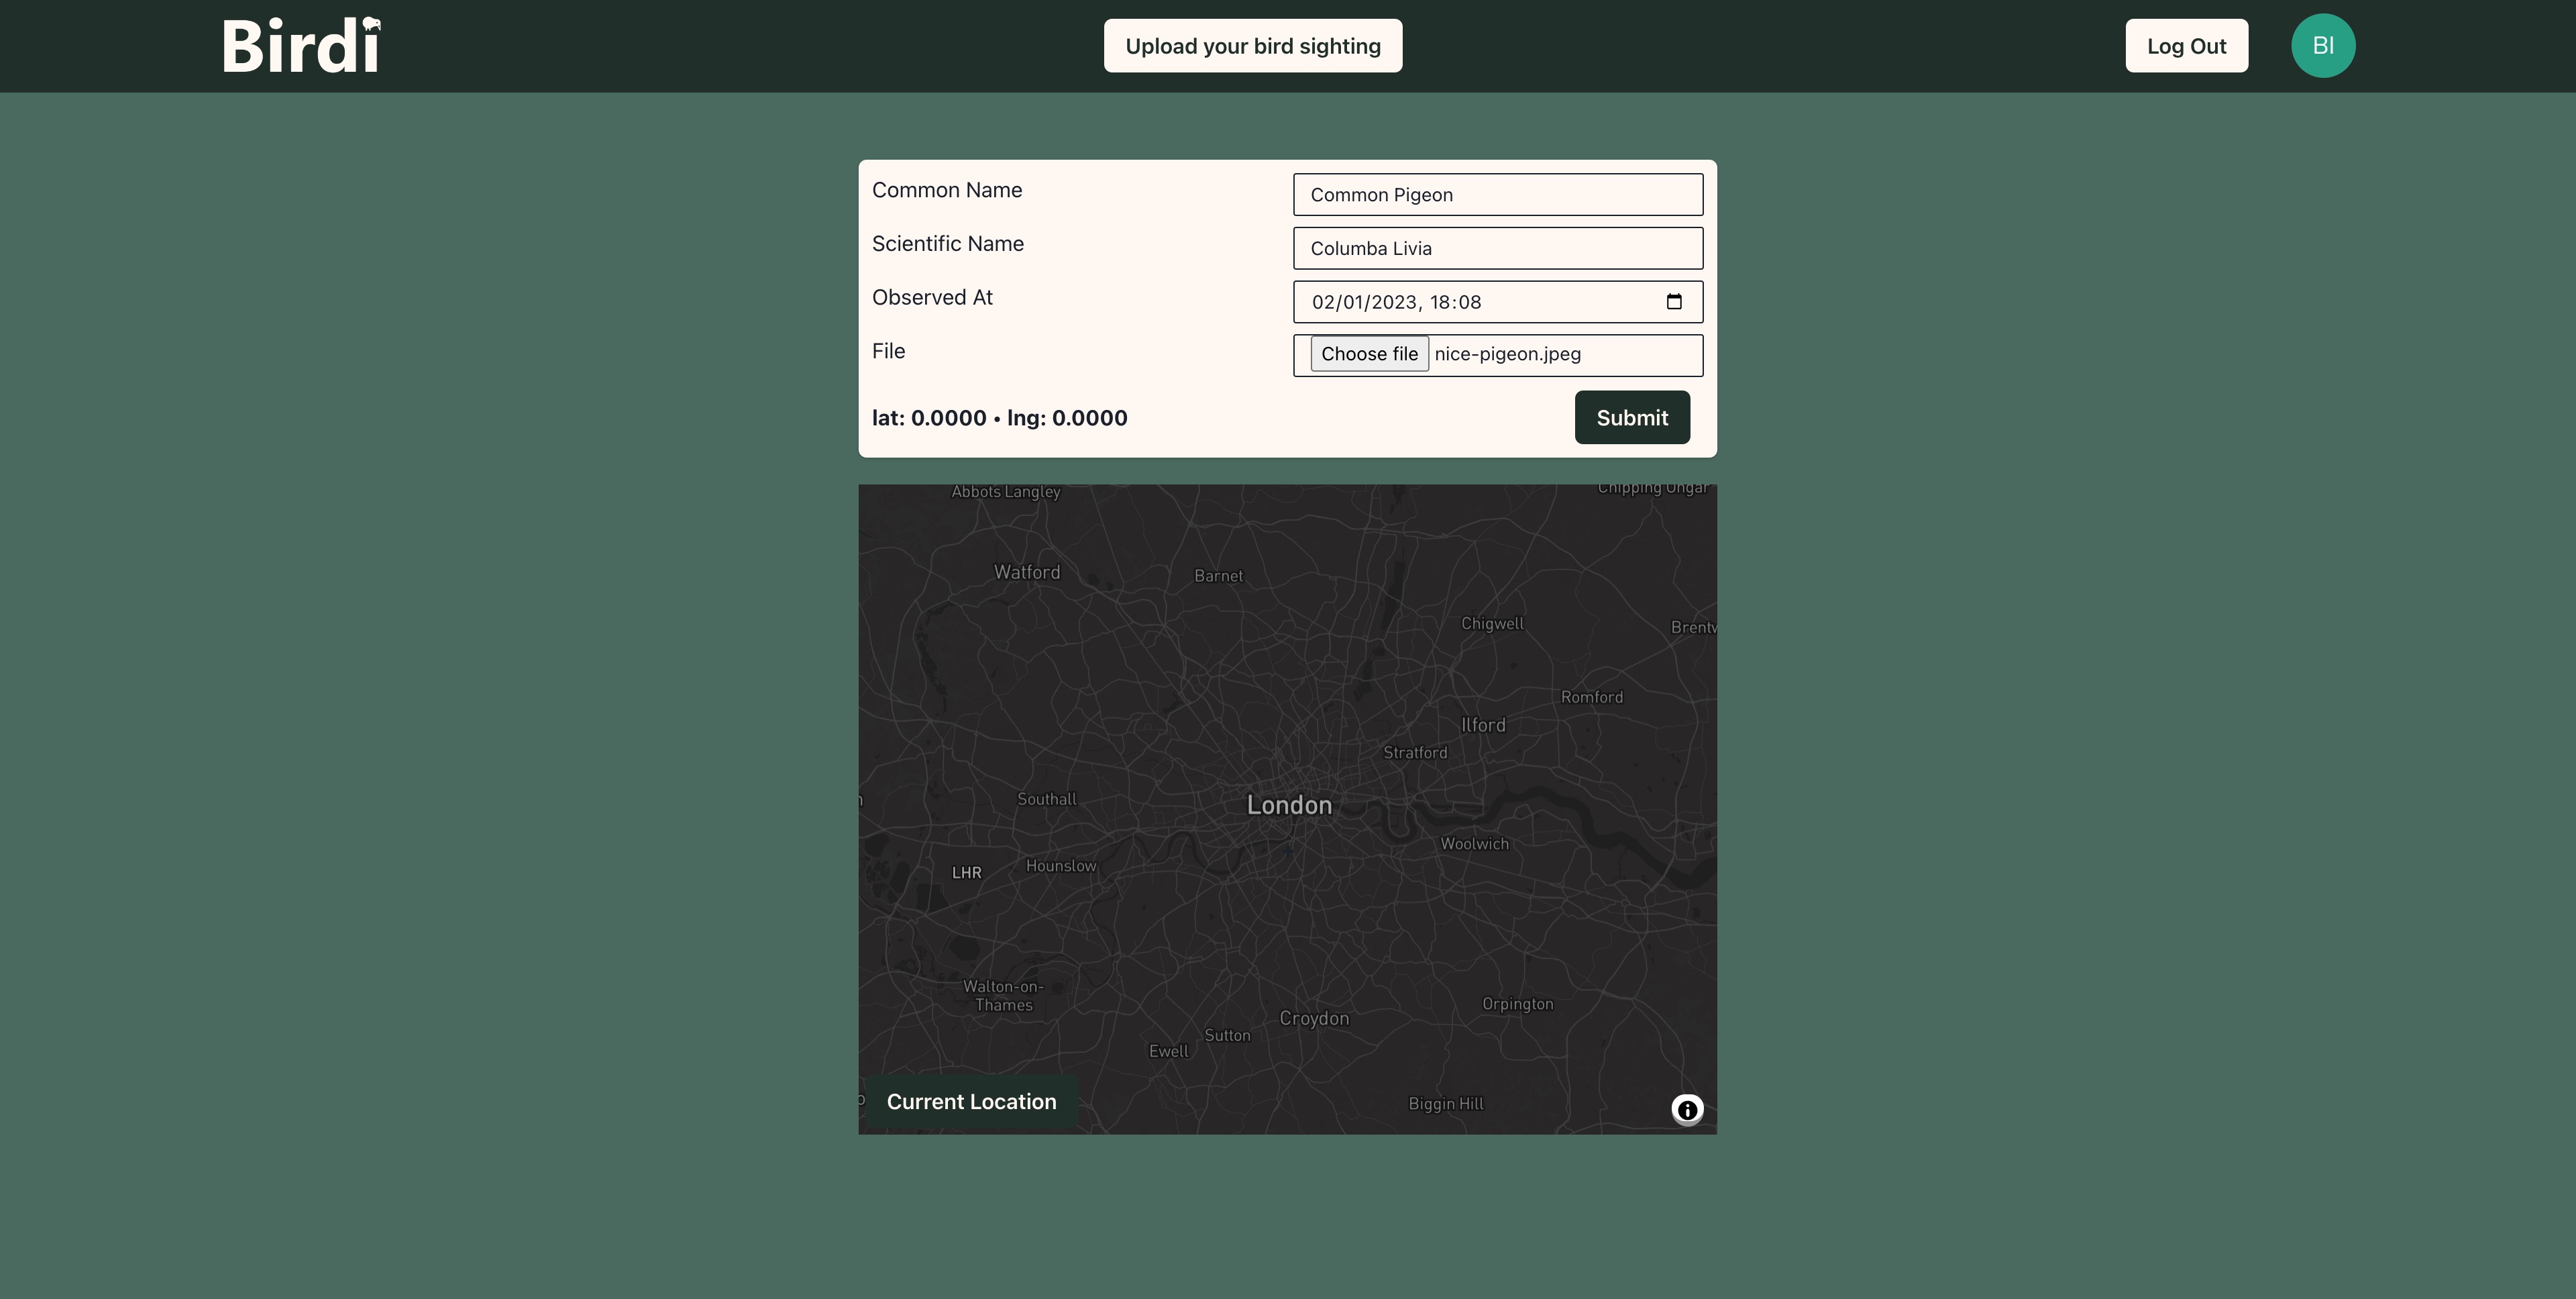 Birdi
Upload your bird sighting
Log Out
BI
Common Name
Common Pigeon
Scientific Name
Columba Livia
Observed At
02/01/2023, 18:08
File
Choose file nice-pigeon.jpeg
lat: 0.0000 • lng: 0.0000
Submit
Abbots Langley
Chipping Ongar
Watford
Barnet
Chigwell
Romford
Ilford
Stratford
Southall
London
Woolwich
Hounslow
LHR
Walton-on-
Thames
Orpington
Croydon
Sutton
Ewell
Current Location
Biggin Hill